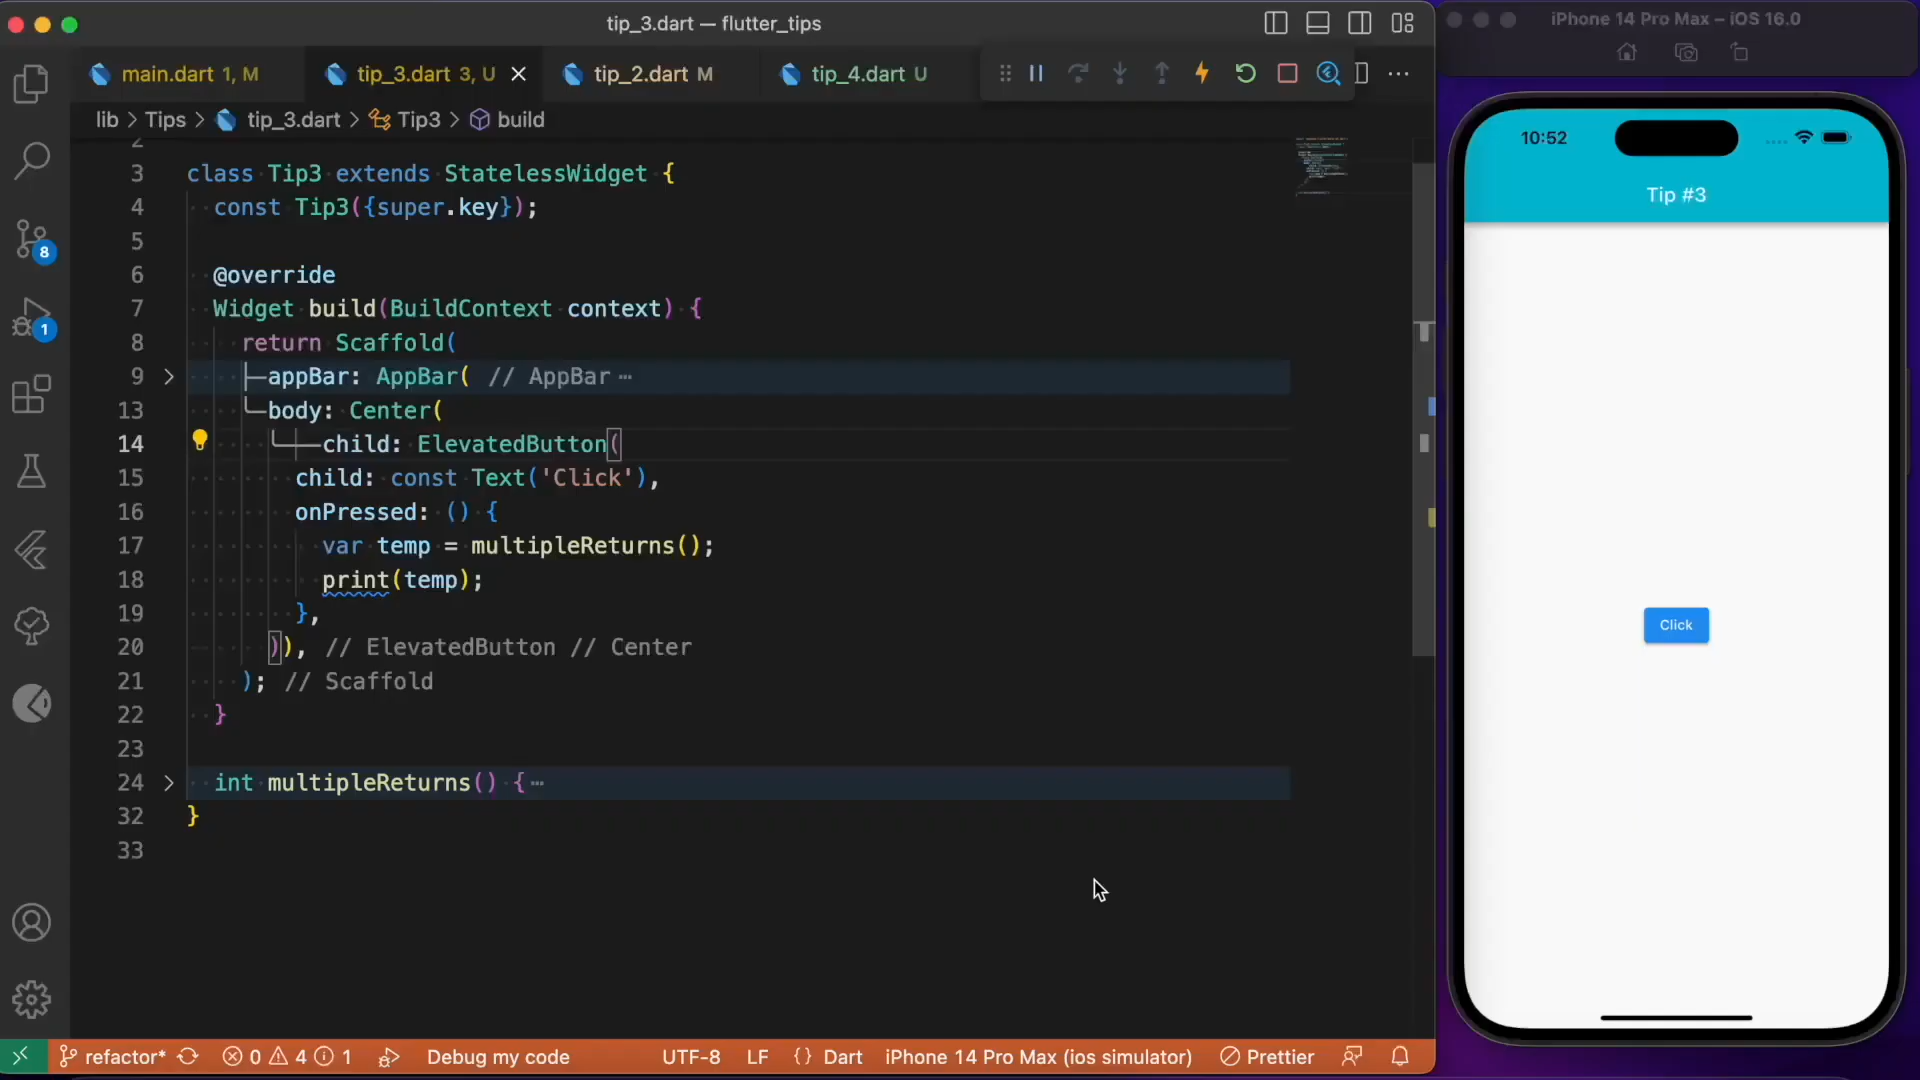 tip_3.dart — flutter_tips
iPhone 14 Pro Max – iOS 16.0
main.dart 1, M
tip_3.dart 3, U
tip_2.dart M
tip_4.dart U
lib > Tips > tip_3.dart > Tip3 > build
2
3 class Tip3 extends StatelessWidget {
4 const Tip3({super.key});
5
6 @override
7 Widget build(BuildContext context) {
8 return Scaffold(
9 appBar: AppBar( // AppBar ⋯
13 body: Center(
14 child: ElevatedButton(
15 child: const Text('Click'),
16 onPressed: () {
17 var temp = multipleReturns();
18 print(temp);
19 },
20 )), // ElevatedButton // Center
21 ); // Scaffold
22 }
23
24 int multipleReturns() { ⋯
32 }
33
8
1
refactor* 0 4 1 Debug my code UTF-8 LF {} Dart iPhone 14 Pro Max (ios simulator) Prettier
10:52
Tip #3
Click